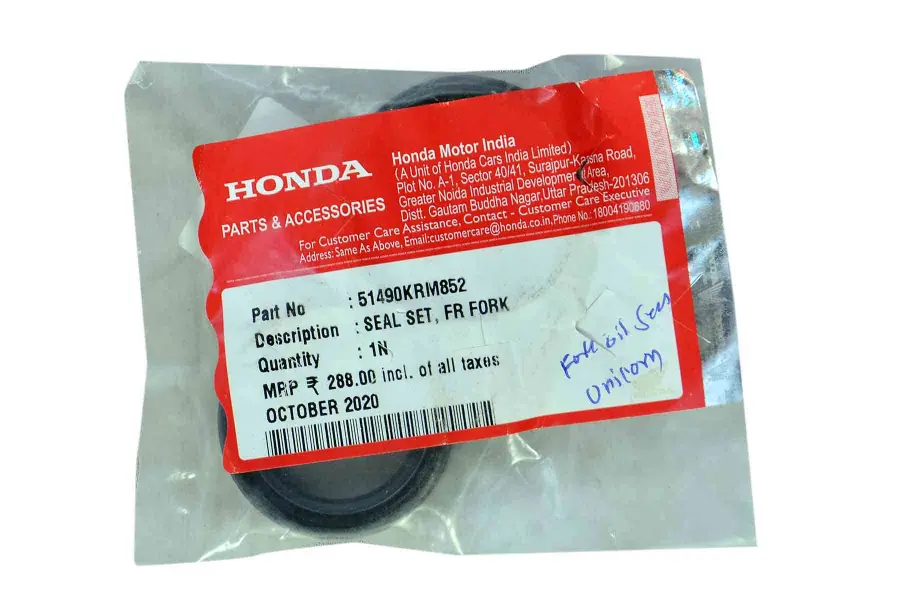 HONDA
PARTS & ACCESSORIES
Honda Motor India
(A Unit of Honda Cars India Limited)
Plot No. A-1, Sector 40/41, Surajpur-Kasna Road,
Greater Noida Industrial Development Area,
Distt. Gautam Buddha Nagar, Uttar Pradesh-201306
For Customer Care Assistance, Contact - Customer Care Executive
Address: Same As Above, Email:customercare@honda.co.in, Phone No.: 18004190680
Part No : 51490KRM852
Description : SEAL SET, FR FORK
Quantity : 1N
MRP ₹ 288.00 incl. of all taxes
OCTOBER 2020
Fork oil
Unicorn